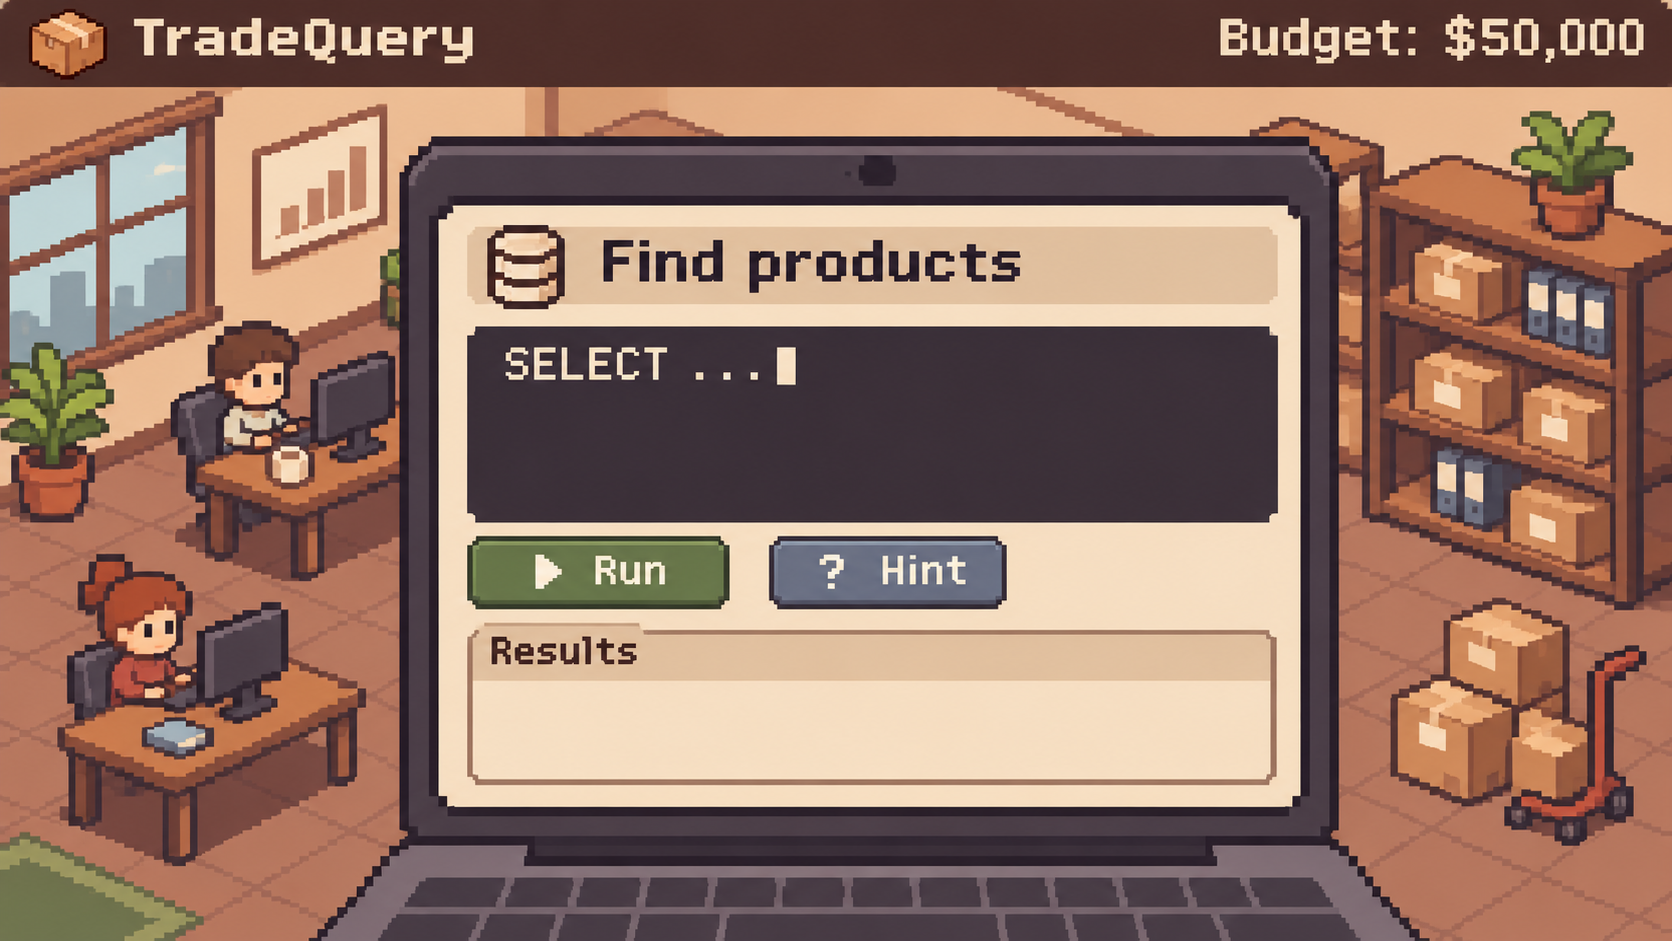 TradeQuery
Budget: $50,000
Find products
SELECT ...
Run
? Hint
Results